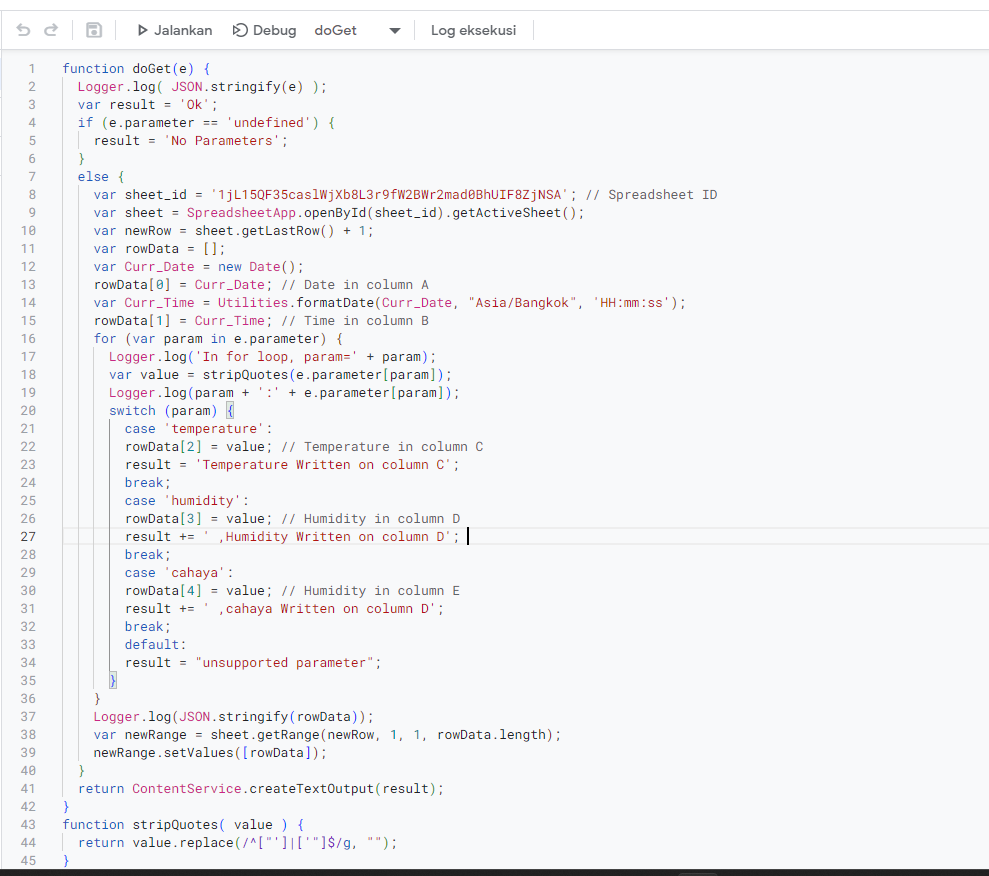 Jalankan Debug doGet Log eksekusi
1 function doGet(e) {
2 Logger.log( JSON.stringify(e) );
3 var result = 'Ok';
4 if (e.parameter == 'undefined') {
5 result = 'No Parameters';
6 }
7 else {
8 var sheet_id = '1jL15QF35caslWjXb8L3r9fW2BWr2mad0BhUIF8ZjNSA'; // Spreadsheet ID
9 var sheet = SpreadsheetApp.openById(sheet_id).getActiveSheet();
10 var newRow = sheet.getLastRow() + 1;
11 var rowData = [];
12 var Curr_Date = new Date();
13 rowData[0] = Curr_Date; // Date in column A
14 var Curr_Time = Utilities.formatDate(Curr_Date, "Asia/Bangkok", 'HH:mm:ss');
15 rowData[1] = Curr_Time; // Time in column B
16 for (var param in e.parameter) {
17 Logger.log('In for loop, param=' + param);
18 var value = stripQuotes(e.parameter[param]);
19 Logger.log(param + ':' + e.parameter[param]);
20 switch (param) {
21 case 'temperature':
22 rowData[2] = value; // Temperature in column C
23 result = 'Temperature Written on column C';
24 break;
25 case 'humidity':
26 rowData[3] = value; // Humidity in column D
27 result += ' ,Humidity Written on column D';
28 break;
29 case 'cahaya':
30 rowData[4] = value; // Humidity in column E
31 result += ' ,cahaya Written on column D';
32 break;
33 default:
34 result = "unsupported parameter";
35 }
36 }
37 Logger.log(JSON.stringify(rowData));
38 var newRange = sheet.getRange(newRow, 1, 1, rowData.length);
39 newRange.setValues([rowData]);
40 }
41 return ContentService.createTextOutput(result);
42 }
43 function stripQuotes( value ) {
44 return value.replace(/^["']|['"]$/g, "");
45 }